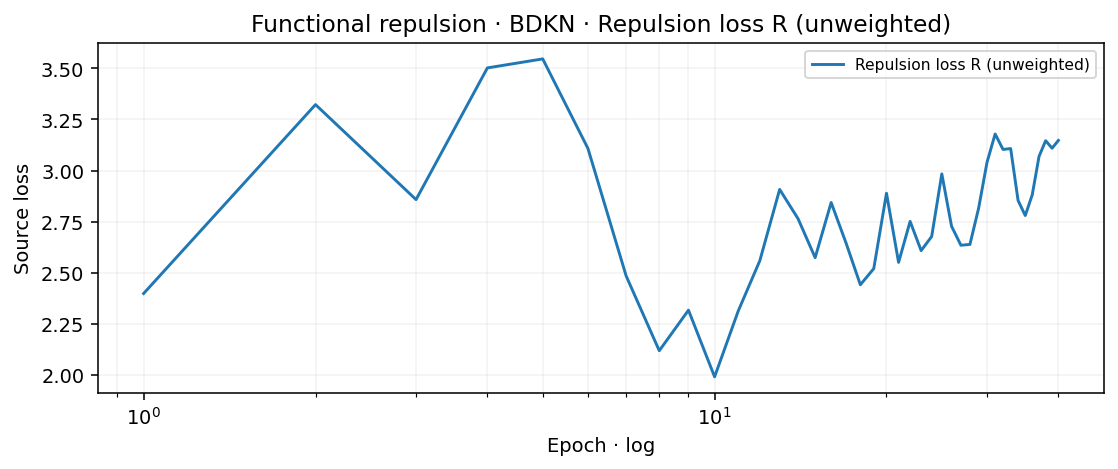 Functional repulsion · BDKN · Repulsion loss R (unweighted)
Repulsion loss R (unweighted)
Source loss
3.50
3.25
3.00
2.75
2.50
2.25
2.00
10⁰
10¹
Epoch · log